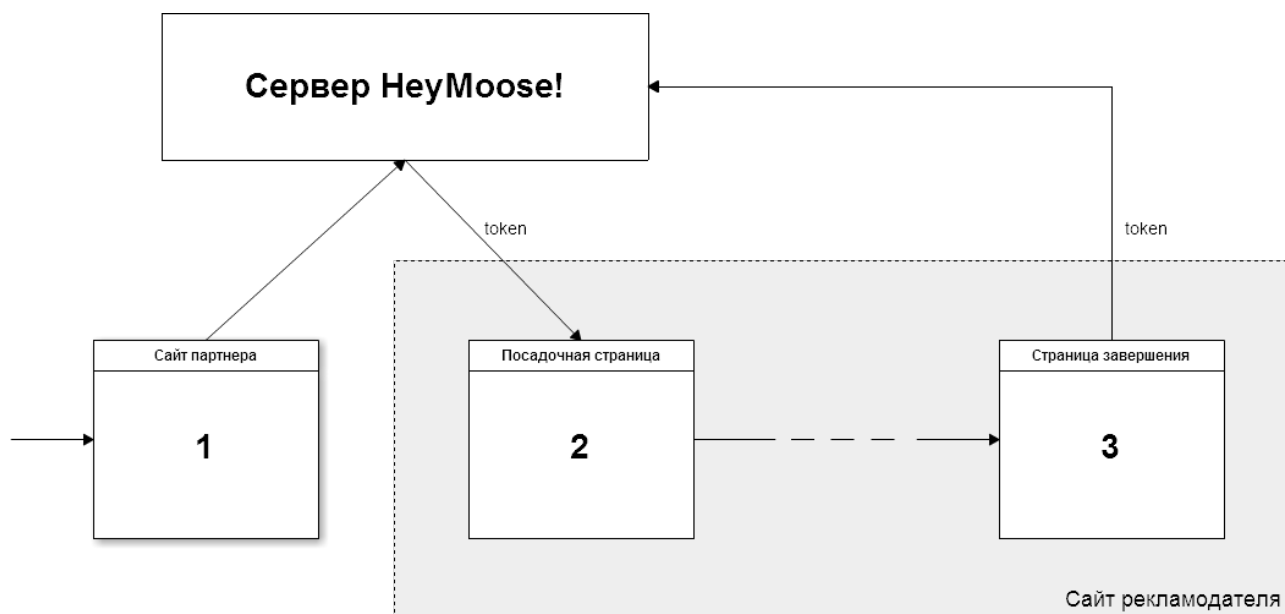 Сервер HeyMoose!
token
token
Сайт партнера
Посадочная страница
Страница завершения
1
2
3
Сайт рекламодателя